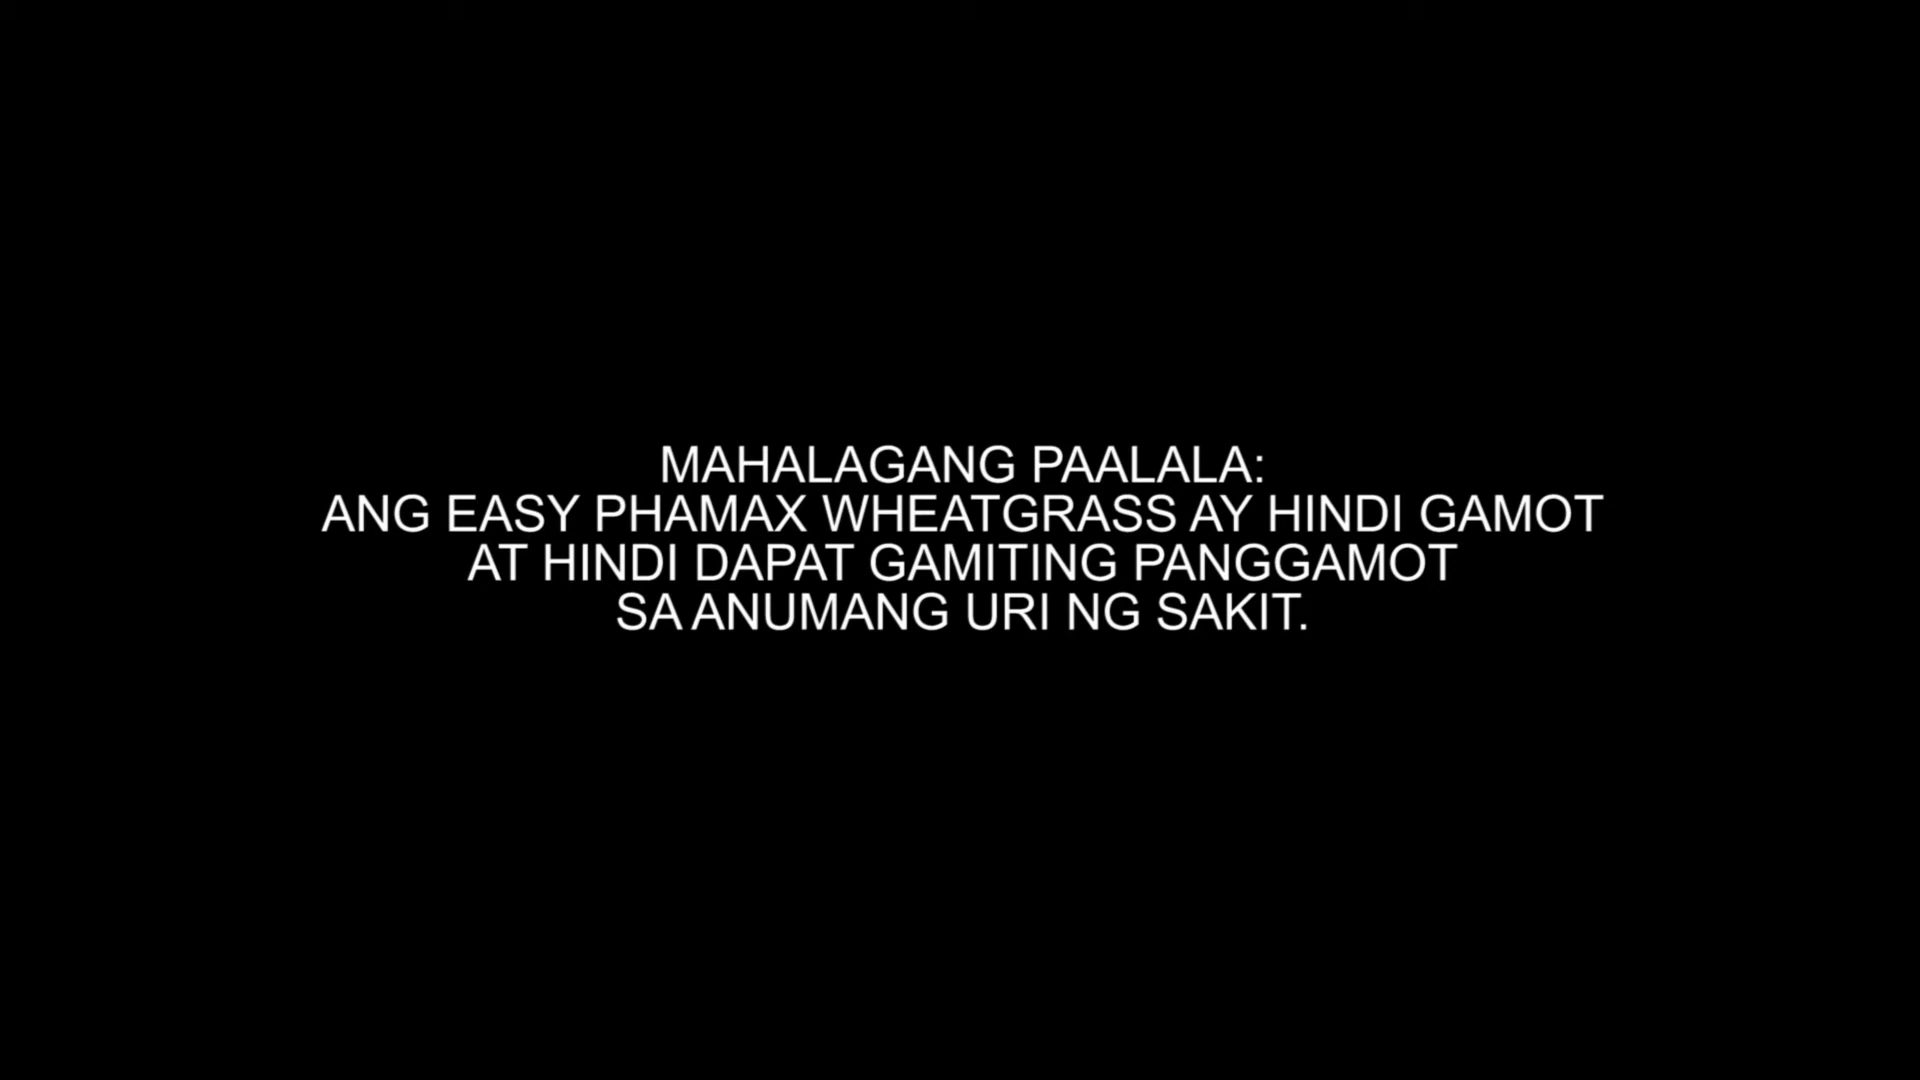 MAHALAGANG PAALALA:
ANG EASY PHAMAX WHEATGRASS AY HINDI GAMOT
AT HINDI DAPAT GAMITING PANGGAMOT
SA ANUMANG URI NG SAKIT.